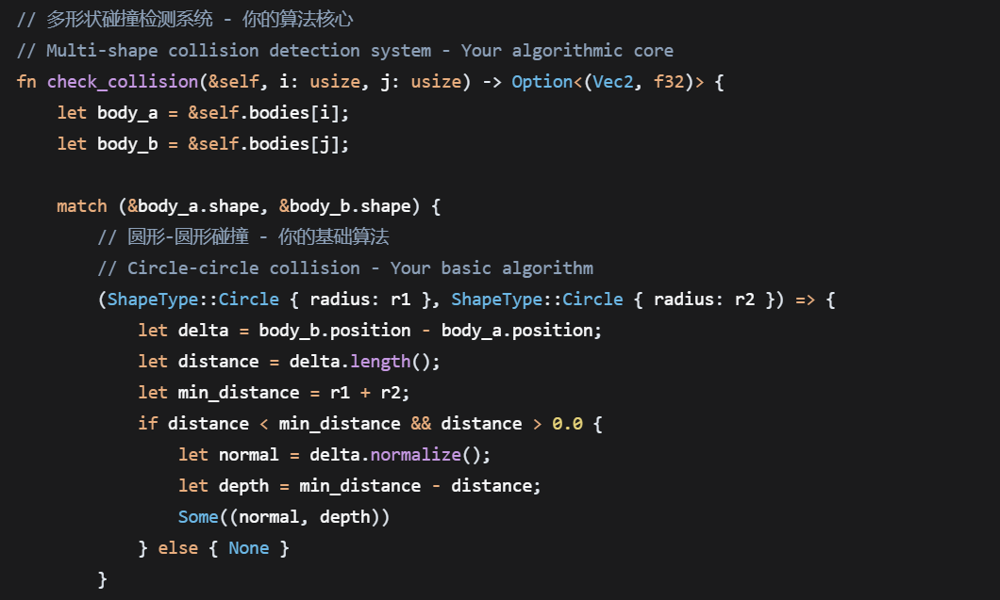 // 多形状碰撞检测系统 - 你的算法核心
// Multi-shape collision detection system - Your algorithmic core
fn check_collision(&self, i: usize, j: usize) -> Option<(Vec2, f32)> {
    let body_a = &self.bodies[i];
    let body_b = &self.bodies[j];

    match (&body_a.shape, &body_b.shape) {
        // 圆形-圆形碰撞 - 你的基础算法
        // Circle-circle collision - Your basic algorithm
        (ShapeType::Circle { radius: r1 }, ShapeType::Circle { radius: r2 }) => {
            let delta = body_b.position - body_a.position;
            let distance = delta.length();
            let min_distance = r1 + r2;
            if distance < min_distance && distance > 0.0 {
                let normal = delta.normalize();
                let depth = min_distance - distance;
                Some((normal, depth))
            } else { None }
        }